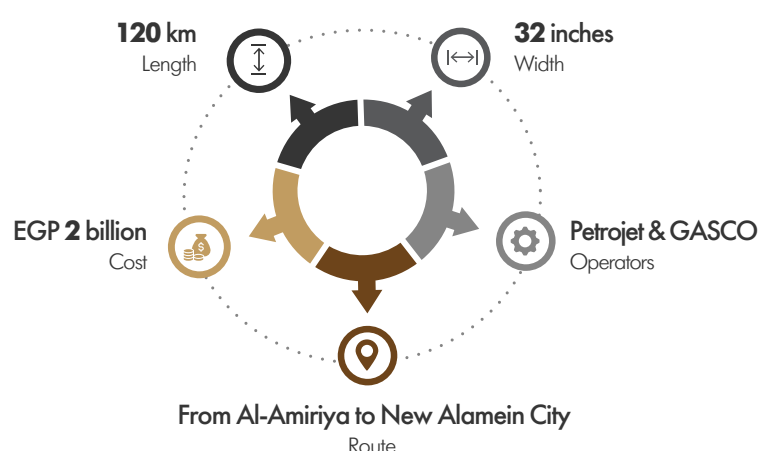 120 km
Length
32 inches
Width
EGP 2 billion
Cost
$
Petrojet & GASCO
Operators
From Al-Amiriya to New Alamein City
Route